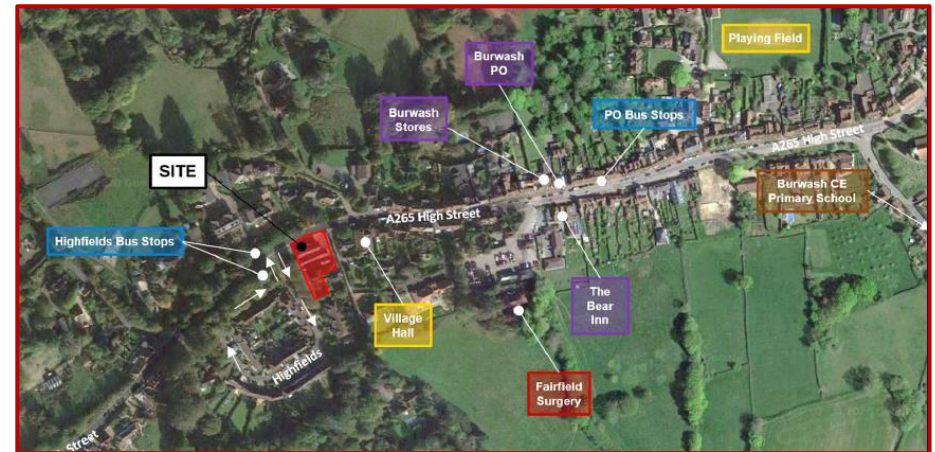 Playing Field
Burwash
PO
Burwash
Stores
PO Bus Stops
A265 High Street
SITE
Burwash CE
Primary School
A265 High Street
Highfields Bus Stops
The
Bear
Inn
Village
Hall
Highfields
Fairfield
Surgery
Street